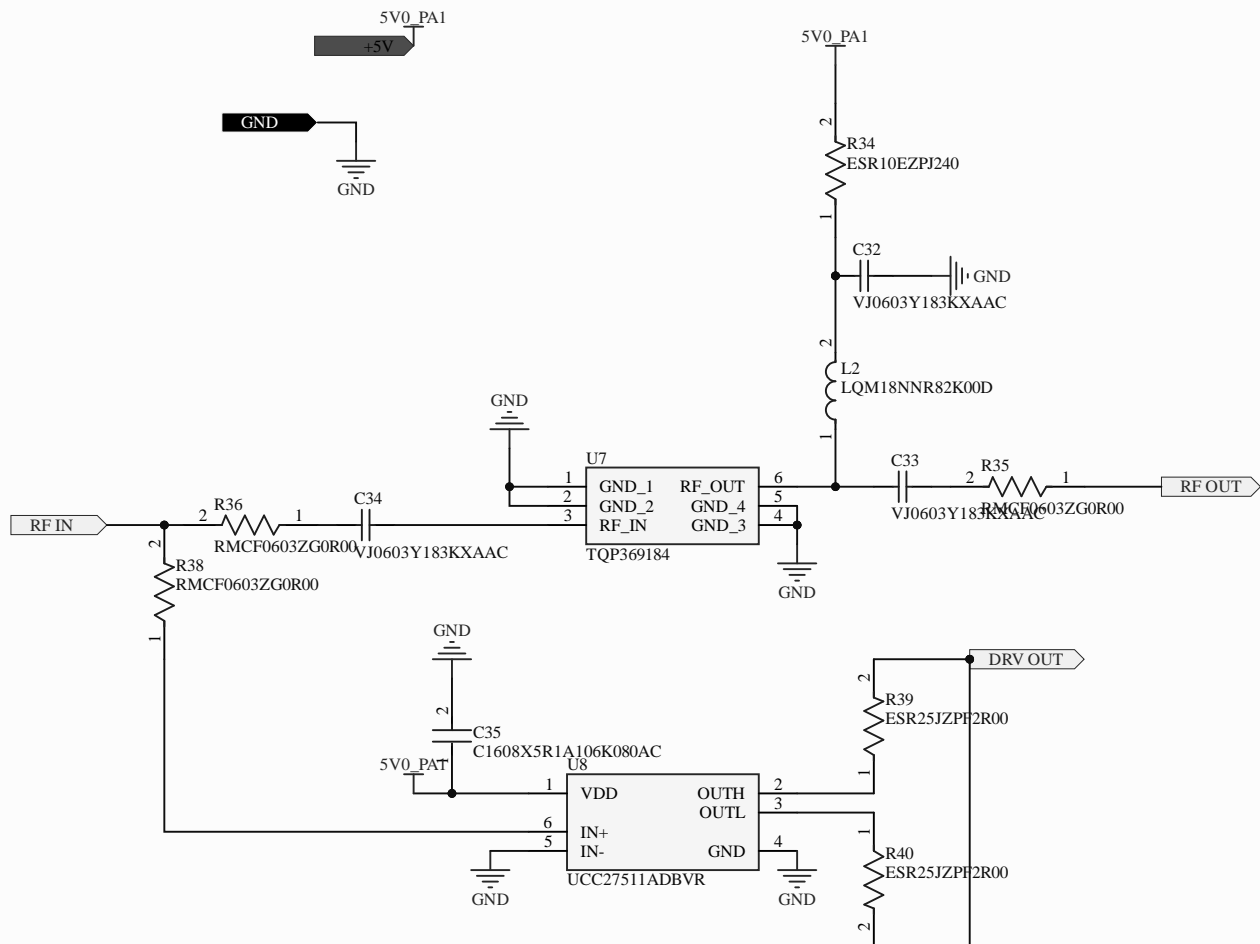 5V0_PA1
+5V
GND
GND
5V0_PA1
2
R34
ESR10EZPJ240
1
C32
GND
VJ0603Y183KXAAC
2
L2
LQM18NNR82K00D
1
GND
U7
1 GND_1 RF_OUT 6
2 GND_2 GND_4 5
3 RF_IN GND_3 4
TQP369184
GND
C33
VJ0603Y183KXAAC
2 R35 1
RMCF0603ZG0R00
RF OUT
RF IN
R36
2 1
RMCF0603ZG0R00
C34
VJ0603Y183KXAAC
2
R38
RMCF0603ZG0R00
1
GND
2
C35
C1608X5R1A106K080AC
1
5V0_PA1
U8
1 VDD OUTH 2
OUTL 3
6 IN+
5 IN- GND 4
UCC27511ADBVR
GND
GND
DRV OUT
2
R39
ESR25JZPF2R00
1
1
R40
ESR25JZPF2R00
2